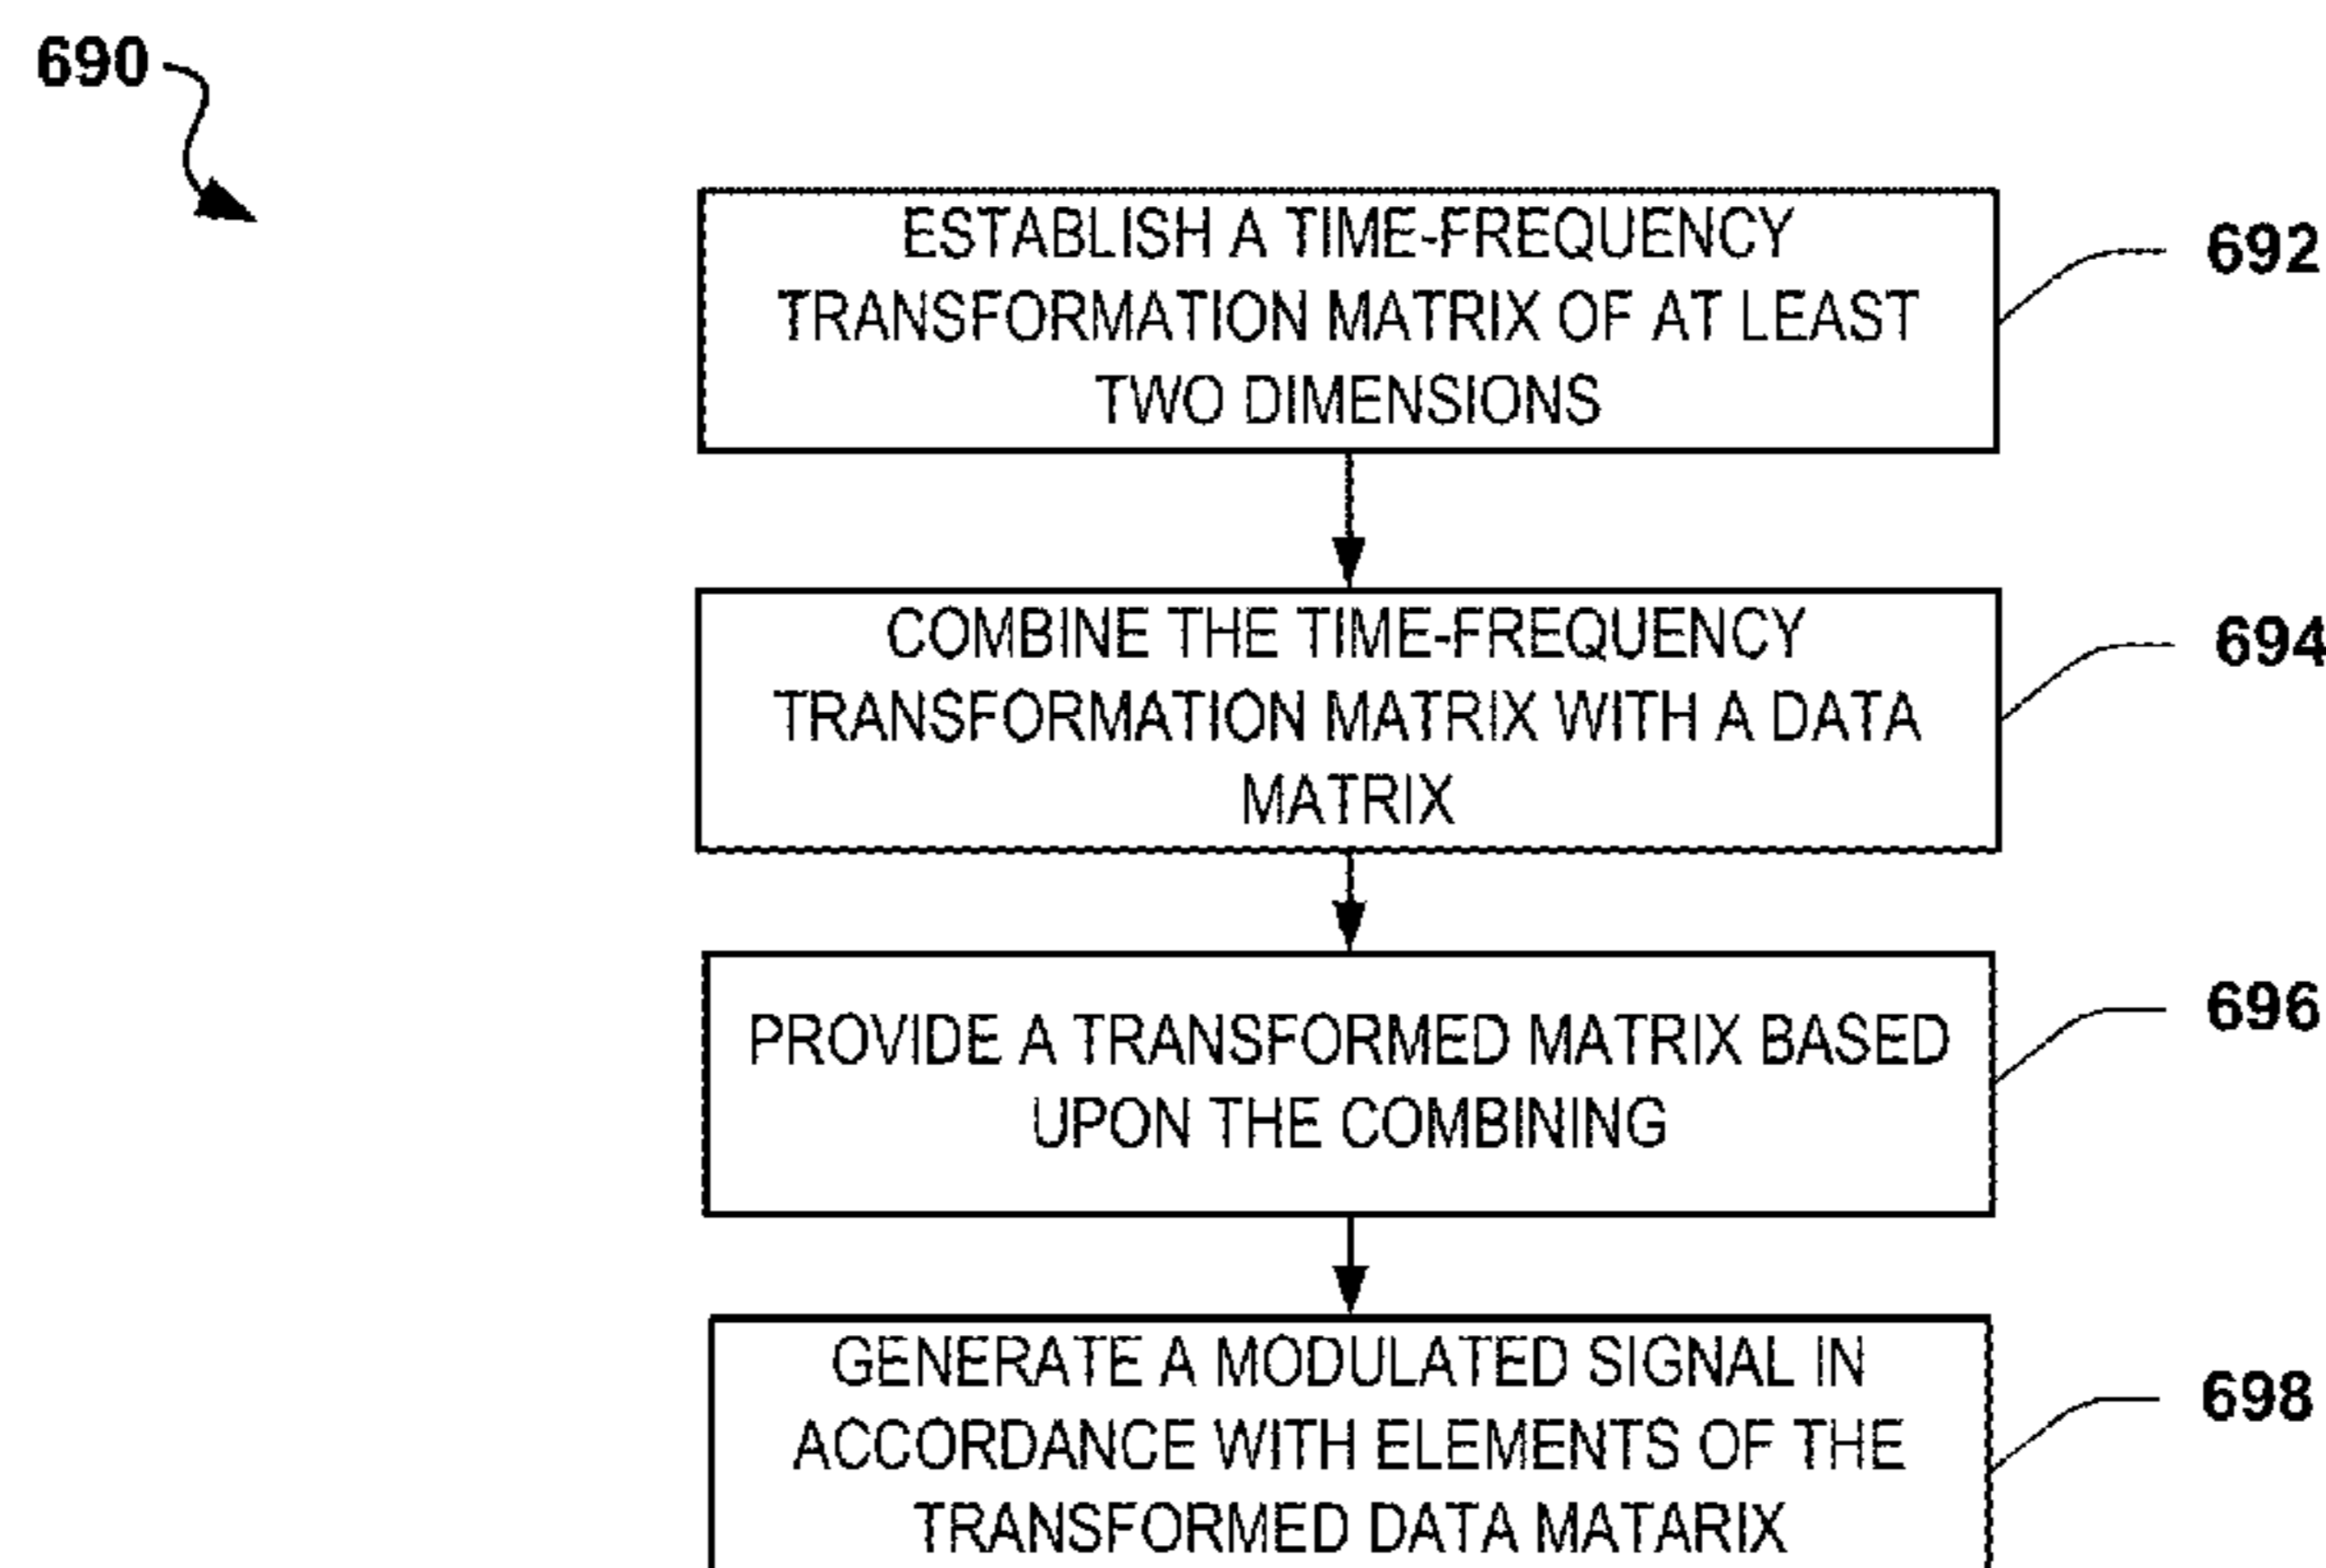 690
ESTABLISH A TIME-FREQUENCY
TRANSFORMATION MATRIX OF AT LEAST
TWO DIMENSIONS
692
COMBINE THE TIME-FREQUENCY
TRANSFORMATION MATRIX WITH A DATA
MATRIX
694
PROVIDE A TRANSFORMED MATRIX BASED
UPON THE COMBINING
696
GENERATE A MODULATED SIGNAL IN
ACCORDANCE WITH ELEMENTS OF THE
TRANSFORMED DATA MATARIX
698